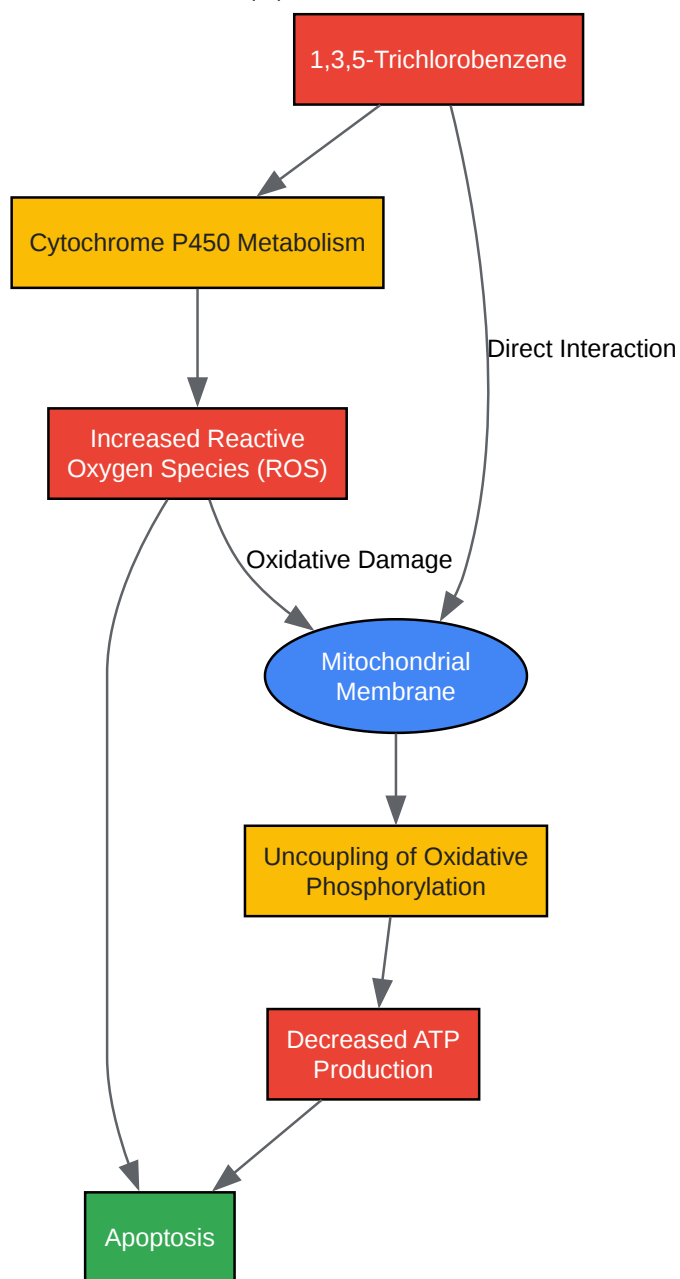 1,3,5-Trichlorobenzene
Cytochrome P450 Metabolism
Direct Interaction
Increased Reactive
Oxygen Species (ROS)
Oxidative Damage
Mitochondrial
Membrane
Uncoupling of Oxidative
Phosphorylation
Decreased ATP
Production
Apoptosis